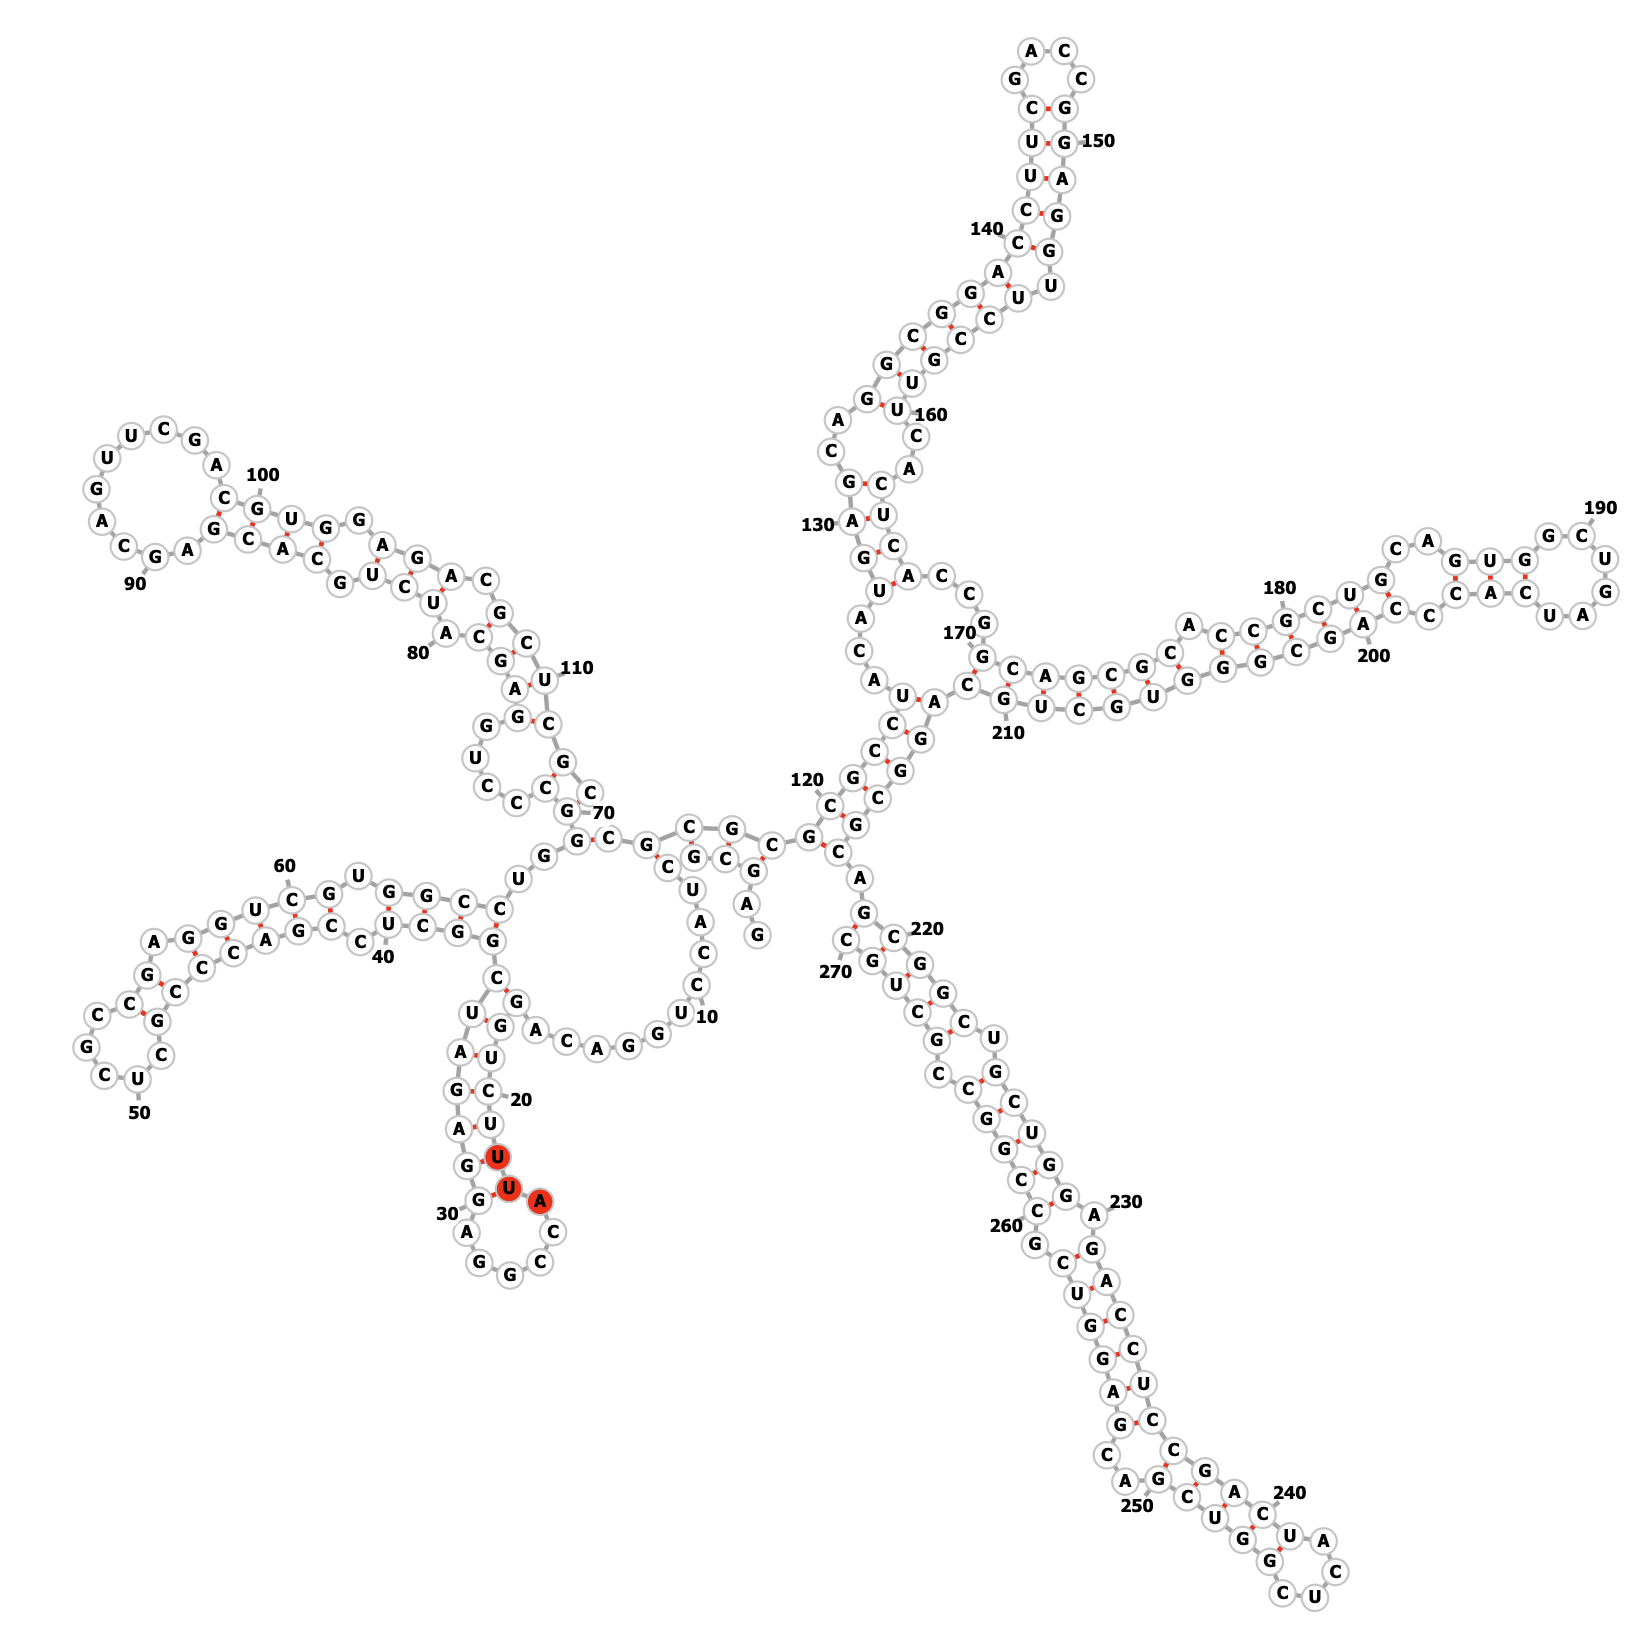 G A G C G C U A C C
10
U G G A C A G G U C
20
U U U A C C G G A G
30
G A G A U C G G C U
40
C C G A C C C G C U
50
C G C C G A G G U C
60
G U G G C C U G G G
70
C C C U G G A G C A
80
U C U G C A C G A G
90
C A G U U C G A C G
100
U G G A G A C G C U
110
C G C C G C G C G C
120
G C C U A C A U G A
130
G C A G G C G G A C
140
C U U C G A C C G G
150
A G G U U C C G U U
160
C A C U C A C C G G
170
C A G C G C A C C G
180
C U G C A G U G G C
190
U G A U C A C C C A
200
G C G G G U G C U G
210
C A G G C G C A G C
220
G G C U G C U G G A
230
G A C C U C C G A C
240
U A C U C G G U C G
250
A C G A G G U C G C
260
C G G C C G C U G C
270